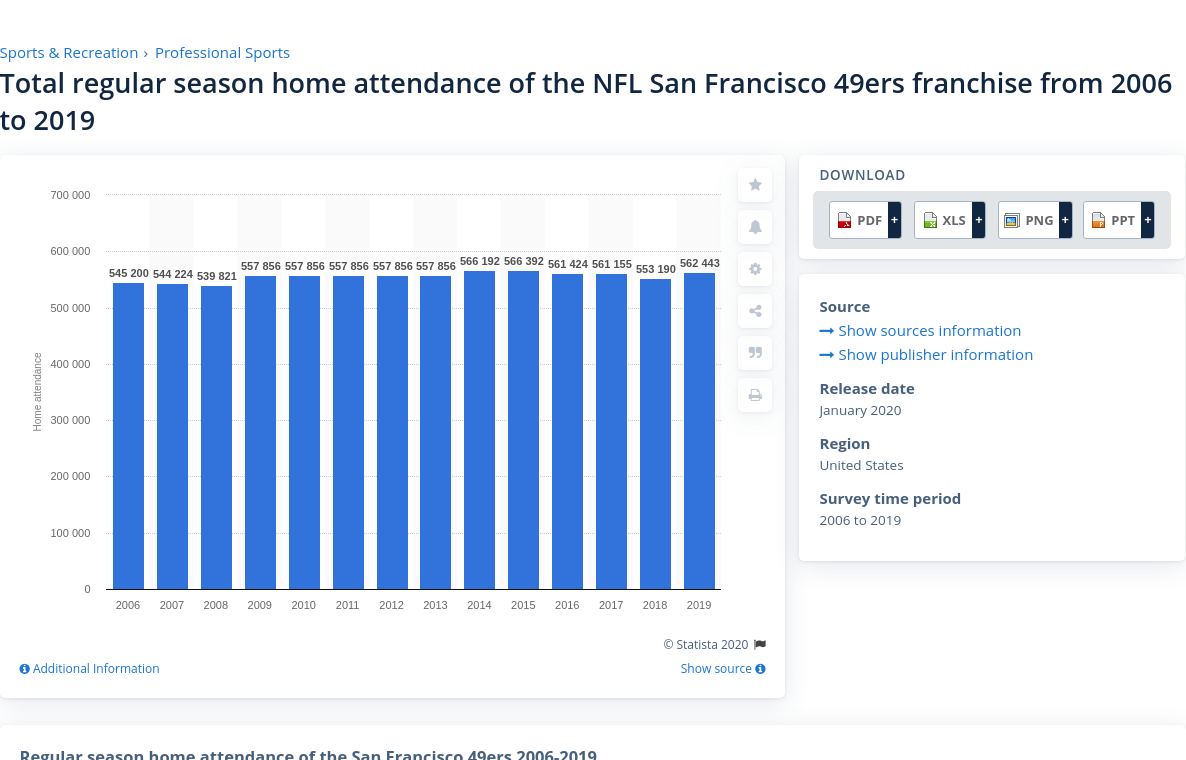 Sports & Recreation › Professional Sports
Total regular season home attendance of the NFL San Francisco 49ers franchise from 2006
to 2019
700 000
600 000
500 000
400 000
300 000
200 000
100 000
0
Home attendance
545 200 544 224 539 821 557 856 557 856 557 856 557 856 557 856 566 192 566 392 561 424 561 155 553 190 562 443
2006 2007 2008 2009 2010 2011 2012 2013 2014 2015 2016 2017 2018 2019
© Statista 2020
Additional Information
Show source
DOWNLOAD
PDF + XLS + PNG + PPT +
Source
Show sources information
Show publisher information
Release date
January 2020
Region
United States
Survey time period
2006 to 2019
Regular season home attendance of the San Francisco 49ers 2006-2019